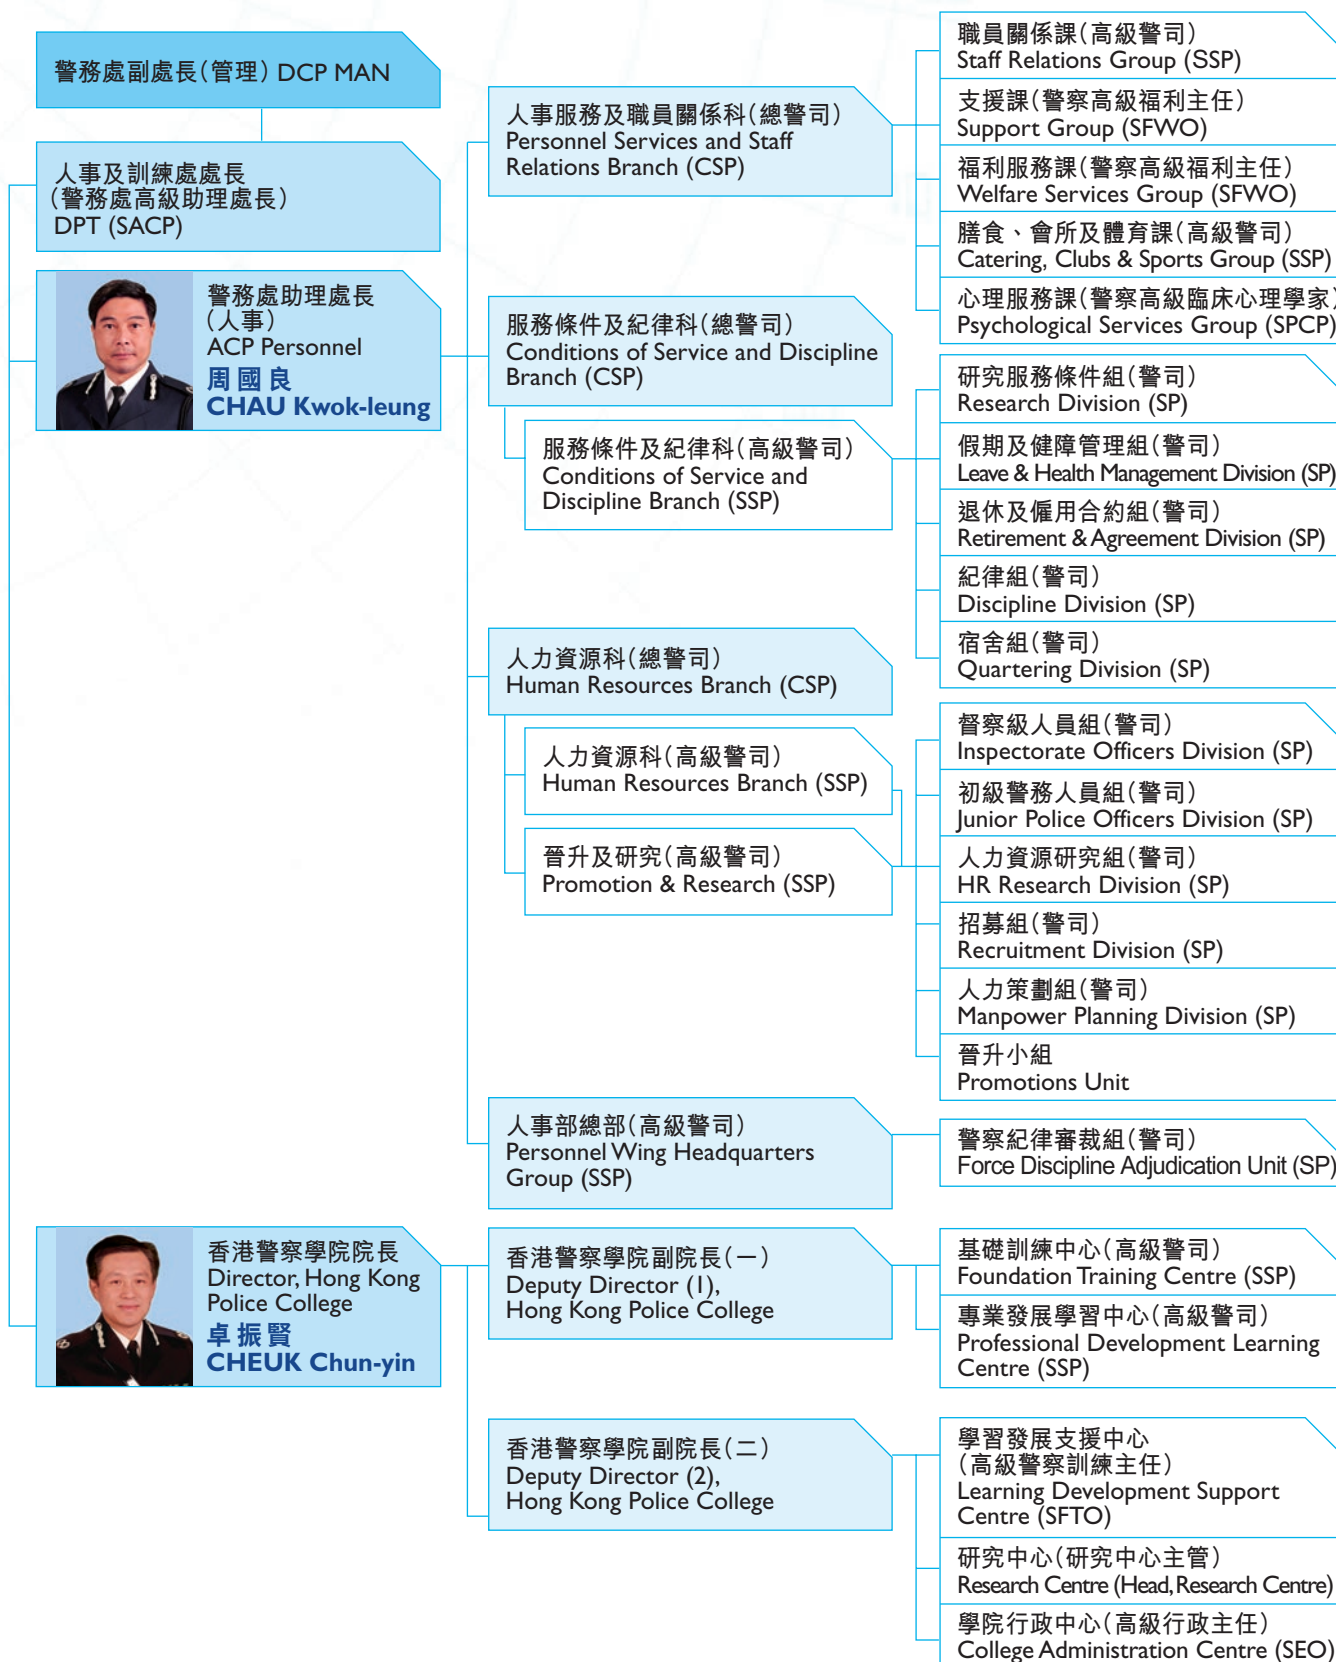 警務處副處長(管理) DCP MAN
人事及訓練處處長
(警務處高級助理處長)
DPT (SACP)
警務處助理處長
(人事)
ACP Personnel
周國良
CHAU Kwok-leung
人事服務及職員關係科(總警司)
Personnel Services and Staff
Relations Branch (CSP)
職員關係課(高級警司)
Staff Relations Group (SSP)
支援課(警察高級福利主任)
Support Group (SFWO)
福利服務課(警察高級福利主任)
Welfare Services Group (SFWO)
膳食、會所及體育課(高級警司)
Catering, Clubs & Sports Group (SSP)
心理服務課(警察高級臨床心理學家)
Psychological Services Group (SPCP)
服務條件及紀律科(總警司)
Conditions of Service and Discipline
Branch (CSP)
服務條件及紀律科(高級警司)
Conditions of Service and
Discipline Branch (SSP)
研究服務條件組(警司)
Research Division (SP)
假期及健障管理組(警司)
Leave & Health Management Division (SP)
退休及僱用合約組(警司)
Retirement & Agreement Division (SP)
紀律組(警司)
Discipline Division (SP)
宿舍組(警司)
Quartering Division (SP)
人力資源科(總警司)
Human Resources Branch (CSP)
人力資源科(高級警司)
Human Resources Branch (SSP)
晉升及研究(高級警司)
Promotion & Research (SSP)
督察級人員組(警司)
Inspectorate Officers Division (SP)
初級警務人員組(警司)
Junior Police Officers Division (SP)
人力資源研究組(警司)
HR Research Division (SP)
招募組(警司)
Recruitment Division (SP)
人力策劃組(警司)
Manpower Planning Division (SP)
晉升小組
Promotions Unit
人事部總部(高級警司)
Personnel Wing Headquarters
Group (SSP)
警察紀律審裁組(警司)
Force Discipline Adjudication Unit (SP)
香港警察學院院長
Director, Hong Kong
Police College
卓振賢
CHEUK Chun-yin
香港警察學院副院長(一)
Deputy Director (1),
Hong Kong Police College
基礎訓練中心(高級警司)
Foundation Training Centre (SSP)
專業發展學習中心(高級警司)
Professional Development Learning
Centre (SSP)
香港警察學院副院長(二)
Deputy Director (2),
Hong Kong Police College
學習發展支援中心
(高級警察訓練主任)
Learning Development Support
Centre (SFTO)
研究中心(研究中心主管)
Research Centre (Head, Research Centre)
學院行政中心(高級行政主任)
College Administration Centre (SEO)